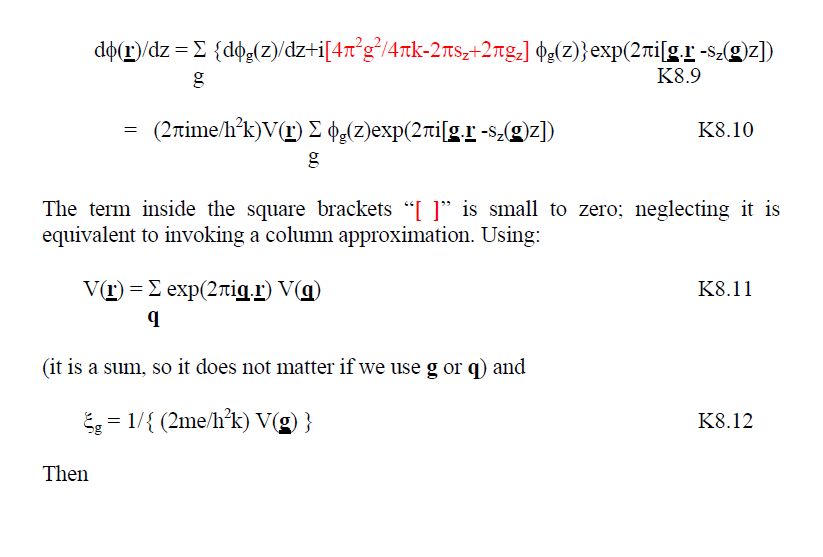 dϕ(r)/dz = Σ {dϕg(z)/dz+i[4π²g²/4πk-2πsz+2πgz] ϕg(z)}exp(2πi[g.r -sz(g)z])
g K8.9
= (2πime/h²k)V(r) Σ ϕg(z)exp(2πi[g.r -sz(g)z]) K8.10
g
The term inside the square brackets “[ ]” is small to zero; neglecting it is
equivalent to invoking a column approximation. Using:
V(r) = Σ exp(2πiq.r) V(q) K8.11
q
(it is a sum, so it does not matter if we use g or q) and
ξg = 1/{ (2me/h²k) V(g) } K8.12
Then